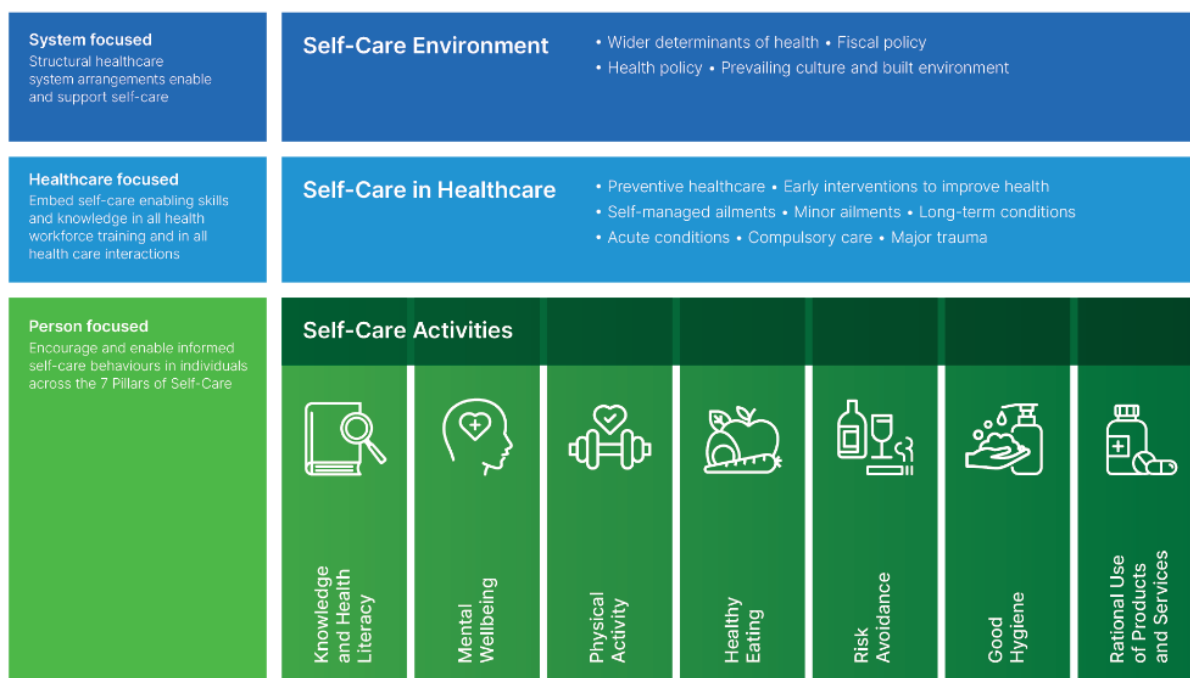 System focused
Structural healthcare
system arrangements enable
and support self-care
Self-Care Environment
• Wider determinants of health • Fiscal policy
• Health policy • Prevailing culture and built environment
Healthcare focused
Embed self-care enabling skills
and knowledge in all health
workforce training and in all
health care interactions
Self-Care in Healthcare
• Preventive healthcare • Early interventions to improve health
• Self-managed ailments • Minor ailments • Long-term conditions
• Acute conditions • Compulsory care • Major trauma
Person focused
Encourage and enable informed
self-care behaviours in individuals
across the 7 Pillars of Self-Care
Self-Care Activities
Knowledge
and Health
Literacy
Mental
Wellbeing
Physical
Activity
Healthy
Eating
Risk
Avoidance
Good
Hygiene
Rational Use
of Products
and Services